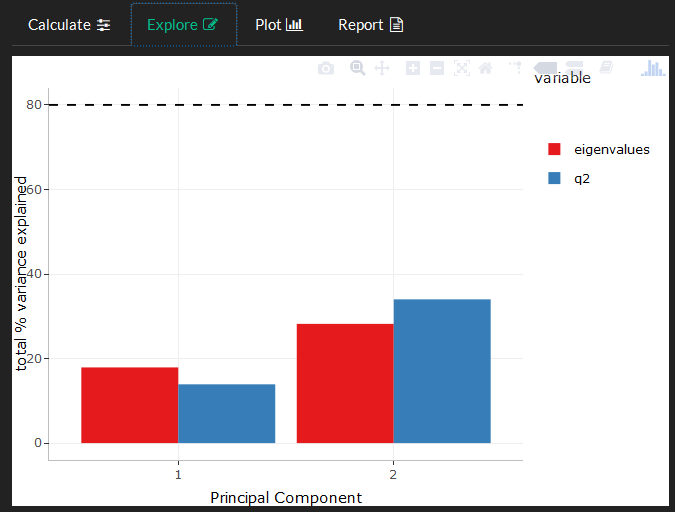 Calculate
Explore
Plot
Report
variable
eigenvalues
q2
80
60
40
20
0
total % variance explained
1
2
Principal Component